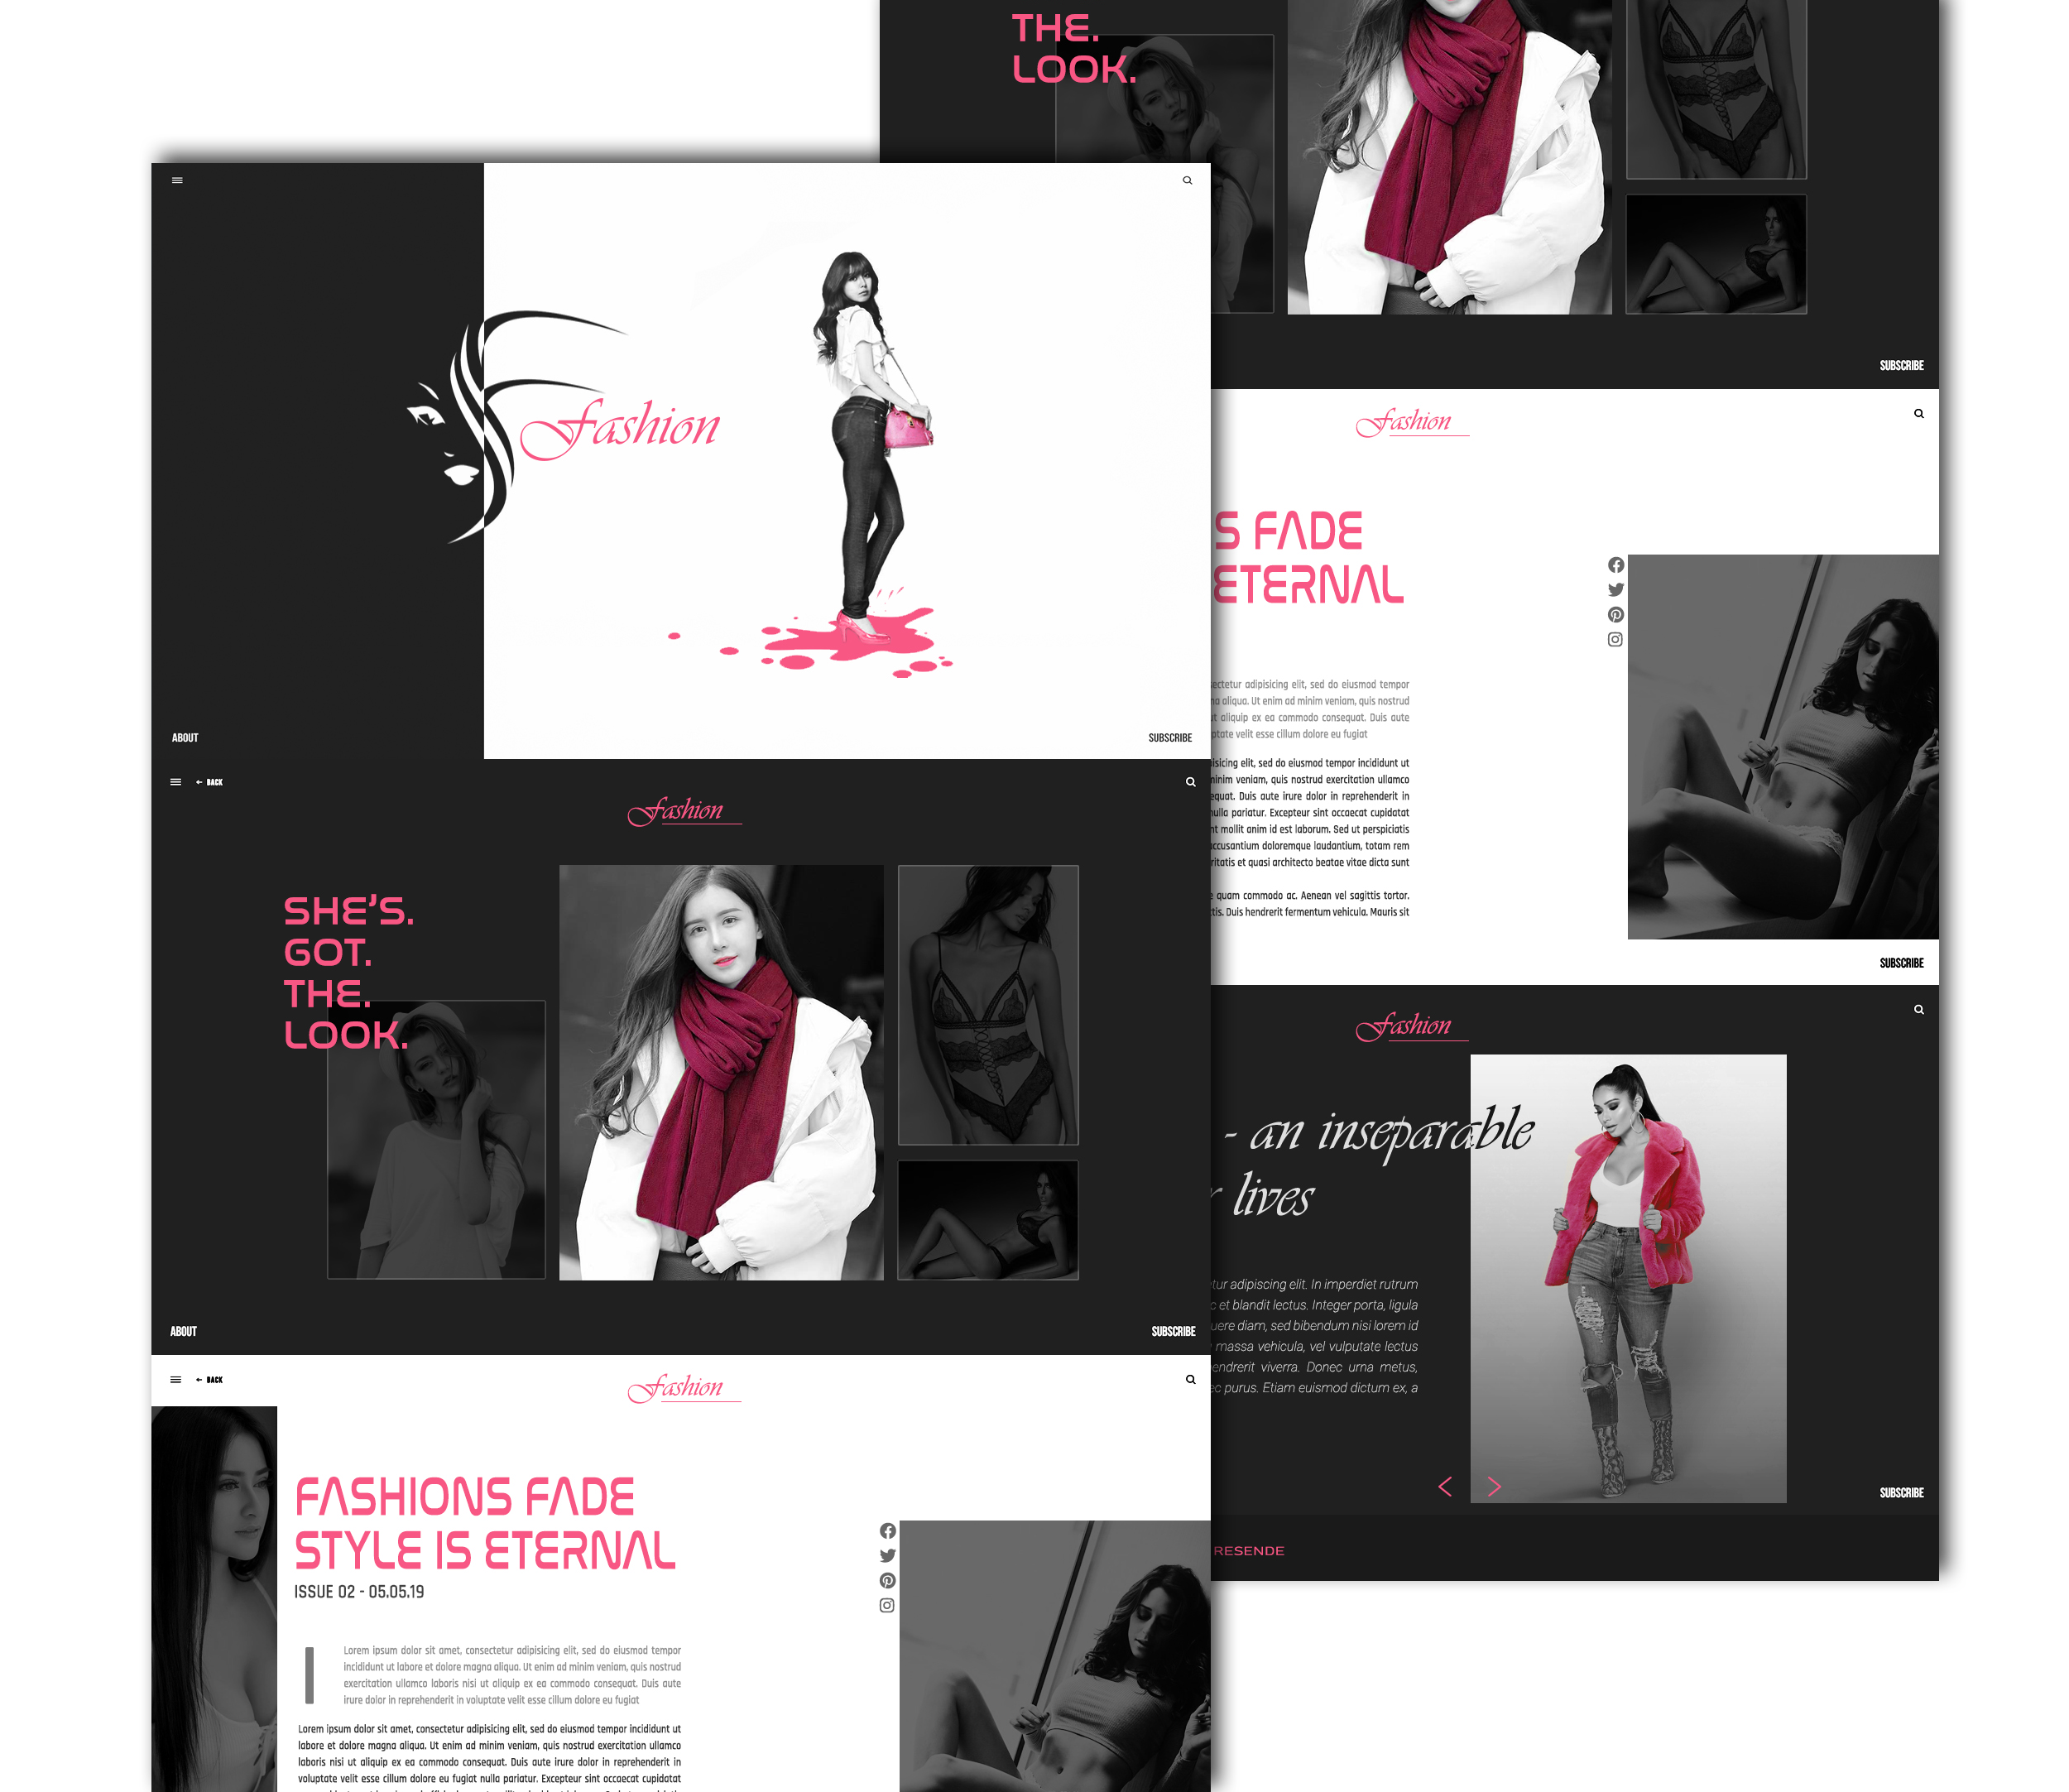 ABOUT
Fashion
SUBSCRIBE
BACK
Fashion
SHE'S.
GOT.
THE.
LOOK.
ABOUT
SUBSCRIBE
BACK
Fashion
FASHIONS FADE
STYLE IS ETERNAL
ISSUE 02 - 05.05.19
Lorem ipsum dolor sit amet, consectetur adipisicing elit, sed do eiusmod tempor
incididunt ut labore et dolore magna aliqua. Ut enim ad minim veniam, quis nostrud
exercitation ullamco laboris nisi ut aliquip ex ea commodo consequat. Duis aute
irure dolor in reprehenderit in voluptate velit esse cillum dolore eu fugiat
Lorem ipsum dolor sit amet, consectetur adipisicing elit, sed do eiusmod tempor incididunt ut
labore et dolore magna aliqua. Ut enim ad minim veniam, quis nostrud exercitation ullamco
laboris nisi ut aliquip ex ea commodo consequat. Duis aute irure dolor in reprehenderit in
voluptate velit esse cillum dolore eu fugiat nulla pariatur. Excepteur sint occaecat cupidatat
THE.
LOOK.
SUBSCRIBE
Fashion
S FADE
ETERNAL
adipisicing elit, sed do eiusmod tempor
aliqua. Ut enim ad minim veniam, quis nostrud
aliquip ex ea commodo consequat. Duis aute
velit esse cillum dolore eu fugiat
elit, sed do eiusmod tempor incididunt ut
veniam, quis nostrud exercitation ullamco
Duis aute irure dolor in reprehenderit in
nulla pariatur. Excepteur sint occaecat cupidatat
mollit anim id est laborum. Sed ut perspiciatis
accusantium doloremque laudantium, totam rem
et quasi architecto beatae vitae dicta sunt
quam commodo ac. Aenean vel sagittis tortor.
Duis hendrerit fermentum vehicula. Mauris sit
SUBSCRIBE
Fashion
- an inseparable
lives
adipiscing elit. In imperdiet rutrum
et blandit lectus. Integer porta, ligula
diam, sed bibendum nisi lorem id
massa vehicula, vel vulputate lectus
viverra. Donec urna metus,
purus. Etiam euismod dictum ex, a
SUBSCRIBE
RESENDE